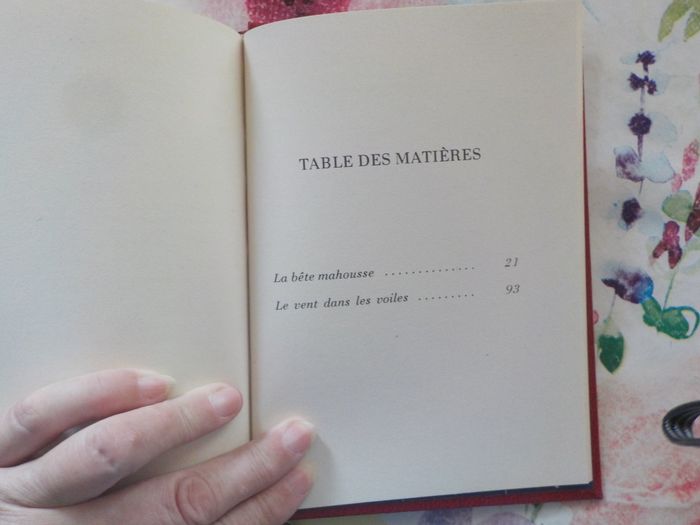 TABLE DES MATIÈRES
La bête mahousse .............. 21
Le vent dans les voiles ......... 93